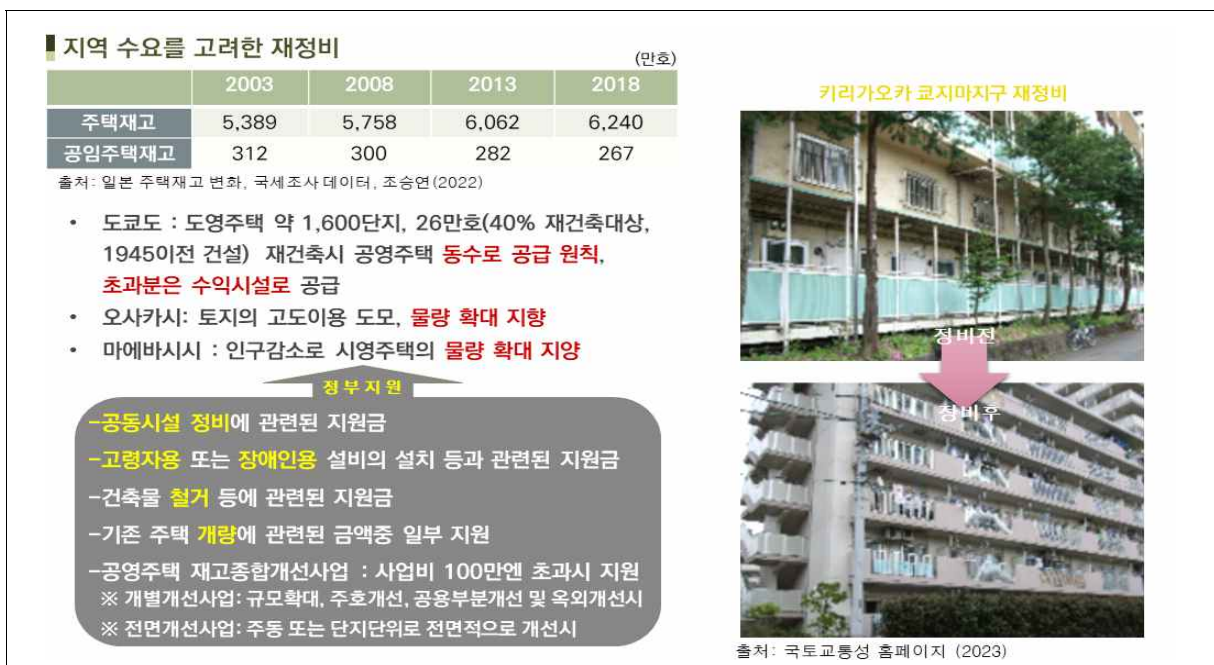 지역 수요를 고려한 재정비
(만호)
2003 2008 2013 2018
주택재고 5,389 5,758 6,062 6,240
공임주택재고 312 300 282 267
출처: 일본 주택재고 변화, 국세조사 데이터, 조승연(2022)
• 도쿄도 : 도영주택 약 1,600단지, 26만호(40% 재건축대상,
1945이전 건설) 재건축시 공영주택 동수로 공급 원칙,
초과분은 수익시설로 공급
• 오사카시: 토지의 고도이용 도모, 물량 확대 지향
• 마에바시시 : 인구감소로 시영주택의 물량 확대 지양
정부지원
-공동시설 정비에 관련된 지원금
-고령자용 또는 장애인용 설비의 설치 등과 관련된 지원금
-건축물 철거 등에 관련된 지원금
-기존 주택 개량에 관련된 금액중 일부 지원
-공영주택 재고종합개선사업 : 사업비 100만엔 초과시 지원
※ 개별개선사업: 규모확대, 주호개선, 공용부분개선 및 옥외개선시
※ 전면개선사업: 주동 또는 단지단위로 전면적으로 개선시
키리가오카 쿄지마지구 재정비
정비전
정비후
출처: 국토교통성 홈페이지 (2023)